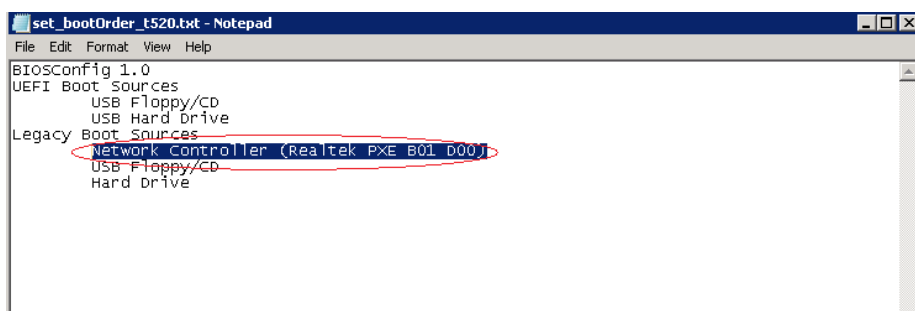 set_bootOrder_t520.txt - Notepad
File Edit Format View Help
BIOSConfig 1.0
UEFI Boot Sources
USB Floppy/CD
USB Hard Drive
Legacy Boot Sources
Network Controller (Realtek PXE B01 D00)
USB Floppy/CD
Hard Drive